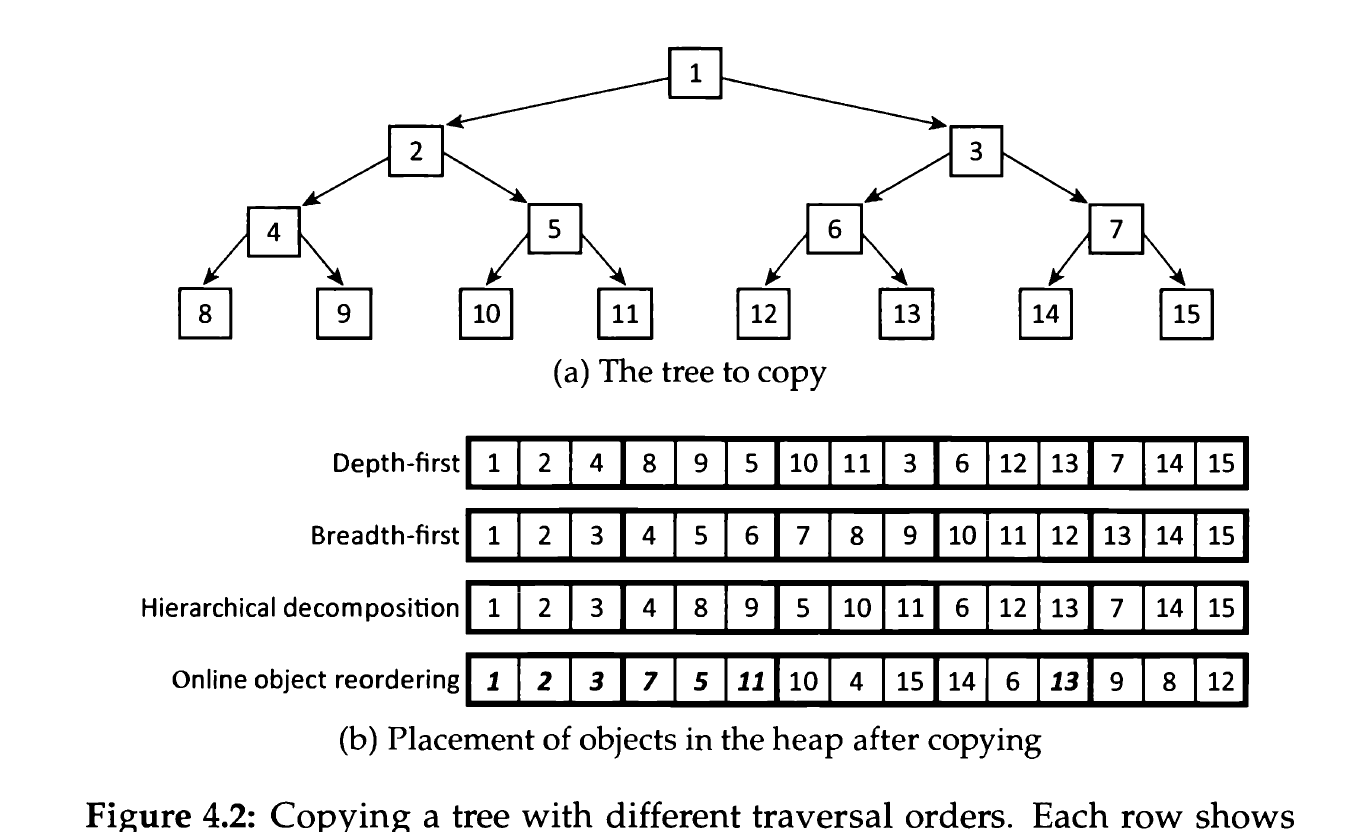 1
2 3
4 5 6 7
8 9 10 11 12 13 14 15
(a) The tree to copy
Depth-first 1 2 4 8 9 5 10 11 3 6 12 13 7 14 15
Breadth-first 1 2 3 4 5 6 7 8 9 10 11 12 13 14 15
Hierarchical decomposition 1 2 3 4 8 9 5 10 11 6 12 13 7 14 15
Online object reordering 1 2 3 7 5 11 10 4 15 14 6 13 9 8 12
(b) Placement of objects in the heap after copying
Figure 4.2: Copying a tree with different traversal orders. Each row shows